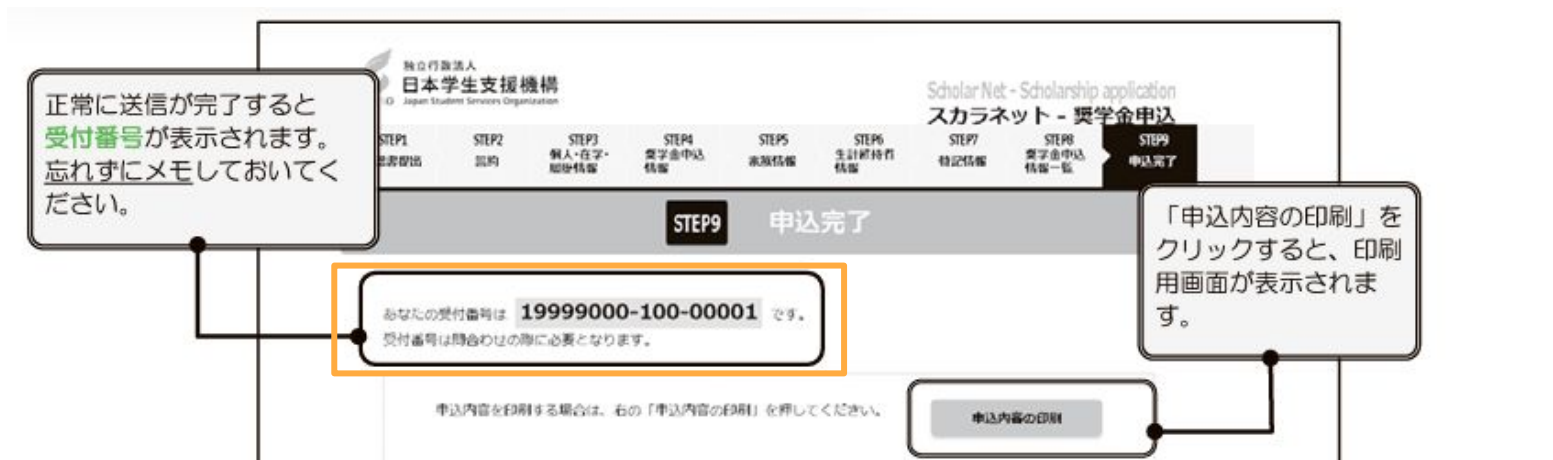 独立行政法人
日本学生支援機構
Japan Student Services Organization
Scholar Net - Scholarship application
スカラネット - 奨学金申込
正常に送信が完了すると
受付番号が表示されます。
忘れずにメモしておいてく
ださい。
STEP1
STEP2
誓約
STEP3
個人・在学・
履歴情報
STEP4
奨学金申込
情報
STEP5
家族情報
STEP6
生計維持者
情報
STEP7
特記情報
STEP8
奨学金申込
情報一覧
STEP9
申込完了
STEP9 申込完了
「申込内容の印刷」を
クリックすると、印刷
用画面が表示されま
す。
あなたの受付番号は 19999000-100-00001 です。
受付番号は問合わせの際に必要となります。
申込内容を印刷する場合は、右の「申込内容の印刷」を押してください。
申込内容の印刷